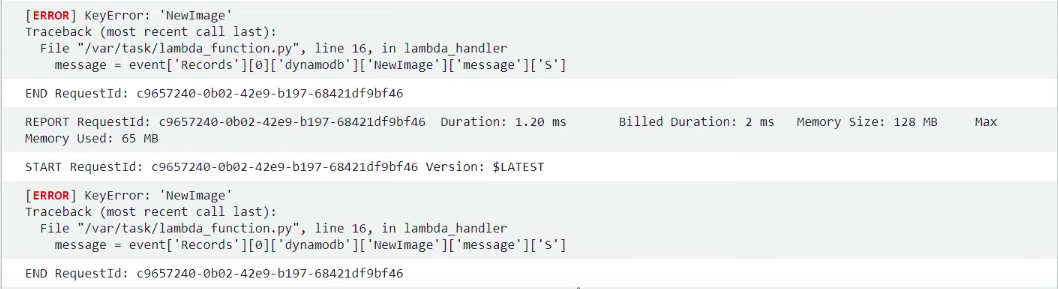 [ERROR] KeyError: 'NewImage'
Traceback (most recent call last):
  File "/var/task/lambda_function.py", line 16, in lambda_handler
    message = event['Records'][0]['dynamodb']['NewImage']['message']['S']
END RequestId: c9657240-0b02-42e9-b197-68421df9bf46
REPORT RequestId: c9657240-0b02-42e9-b197-68421df9bf46  Duration: 1.20 ms       Billed Duration: 2 ms   Memory Size: 128 MB     Max
Memory Used: 65 MB
START RequestId: c9657240-0b02-42e9-b197-68421df9bf46 Version: $LATEST
[ERROR] KeyError: 'NewImage'
Traceback (most recent call last):
  File "/var/task/lambda_function.py", line 16, in lambda_handler
    message = event['Records'][0]['dynamodb']['NewImage']['message']['S']
END RequestId: c9657240-0b02-42e9-b197-68421df9bf46